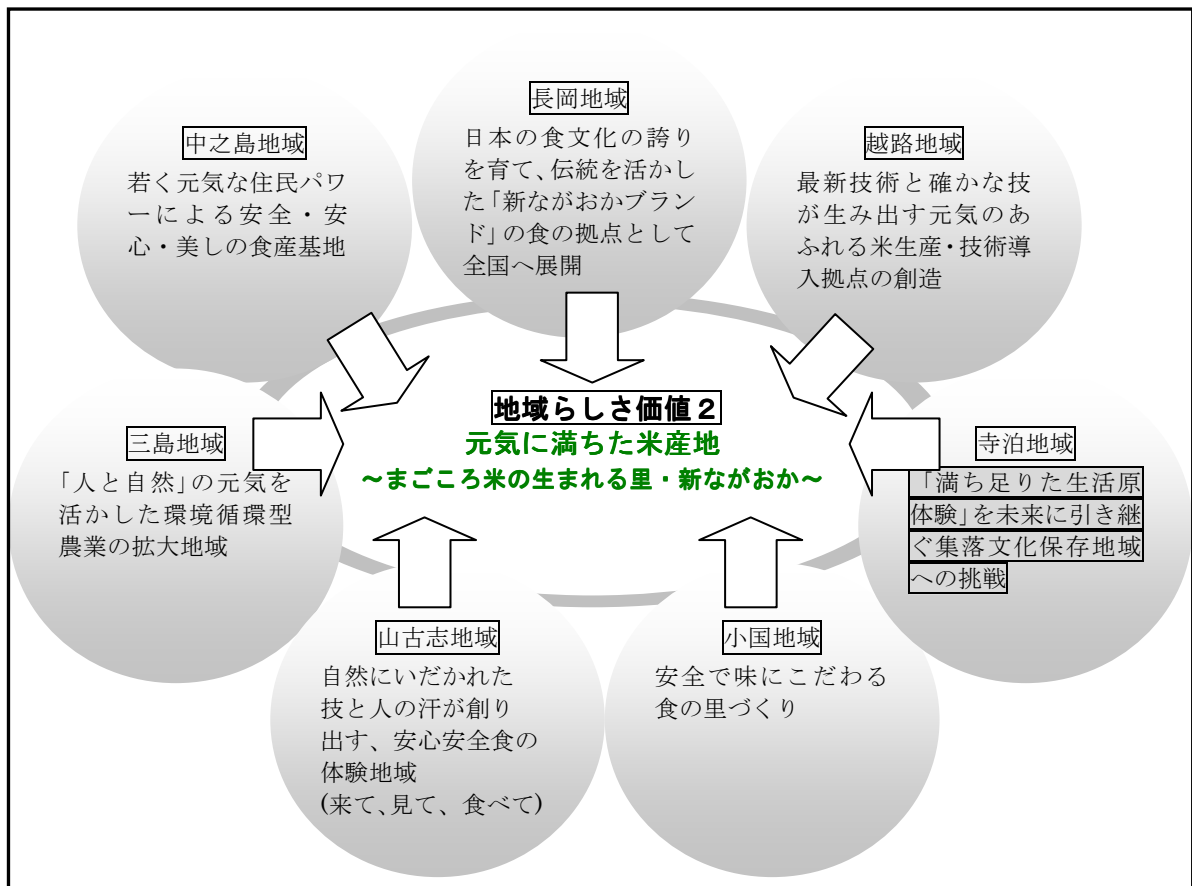 長岡地域
日本の食文化の誇り
を育て、伝統を活かし
た「新ながおかブラン
ド」の食の拠点として
全国へ展開
中之島地域
若く元気な住民パワ
ーによる安全・安
心・美しの食産基地
越路地域
最新技術と確かな技
が生み出す元気のあ
ふれる米生産・技術導
入拠点の創造
地域らしさ価値2
元気に満ちた米産地
～まごころ米の生まれる里・新ながおか～
三島地域
「人と自然」の元気を
活かした環境循環型
農業の拡大地域
寺泊地域
「満ち足りた生活原
体験」を未来に引き継
ぐ集落文化保存地域
への挑戦
山古志地域
自然にいだかれた
技と人の汗が創り
出す、安心安全食の
体験地域
(来て、見て、食べて)
小国地域
安全で味にこだわる
食の里づくり